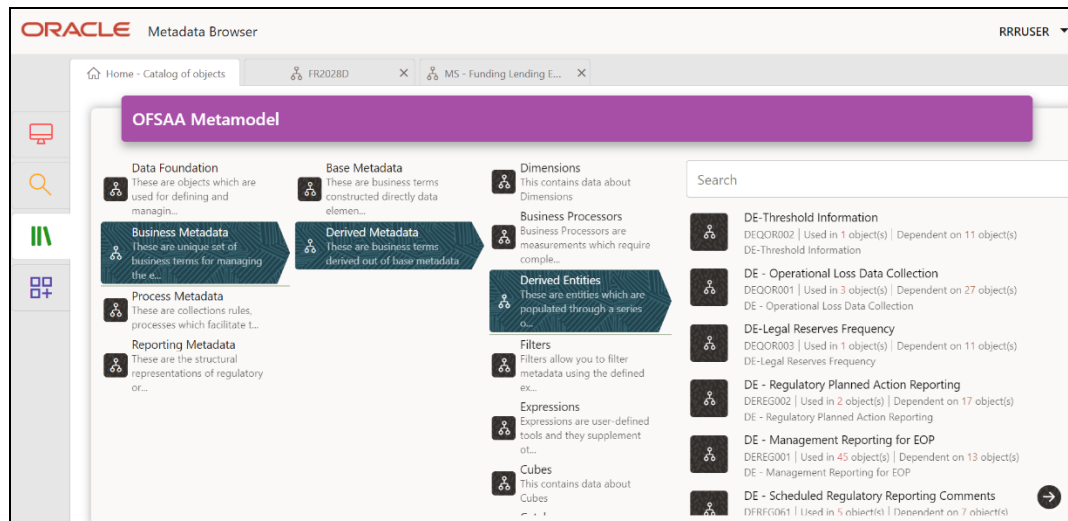 ORACLE Metadata Browser
RRRUSER
Home - Catalog of objects
FR2028D
MS - Funding Lending E...
OFSAA Metamodel
Data Foundation
These are objects which are
used for defining and
managin...
Business Metadata
These are unique set of
business terms for managing
the e...
Process Metadata
These are collections rules,
processes which facilitate t...
Reporting Metadata
These are the structural
representations of regulatory
or...
Base Metadata
These are business terms
constructed directly data
elemen...
Derived Metadata
These are business terms
derived out of base metadata
Dimensions
This contains data about
Dimensions
Business Processors
Business Processors are
measurements which require
comple...
Derived Entities
These are entities which are
populated through a series
o...
Filters
Filters allow you to filter
metadata using the defined
ex...
Expressions
Expressions are user-defined
tools and they supplement
ot...
Cubes
This contains data about
Cubes
Search
DE-Threshold Information
DEQOR002 | Used in 1 object(s) | Dependent on 11 object(s)
DE-Threshold Information
DE - Operational Loss Data Collection
DEQOR001 | Used in 3 object(s) | Dependent on 27 object(s)
DE - Operational Loss Data Collection
DE-Legal Reserves Frequency
DEQOR003 | Used in 1 object(s) | Dependent on 11 object(s)
DE-Legal Reserves Frequency
DE - Regulatory Planned Action Reporting
DEREG002 | Used in 2 object(s) | Dependent on 17 object(s)
DE - Regulatory Planned Action Reporting
DE - Management Reporting for EOP
DEREG001 | Used in 45 object(s) | Dependent on 13 object(s)
DE - Management Reporting for EOP
DE - Scheduled Regulatory Reporting Comments
DEREG061 | Used in 5 object(s) | Dependent on 7 object(s)